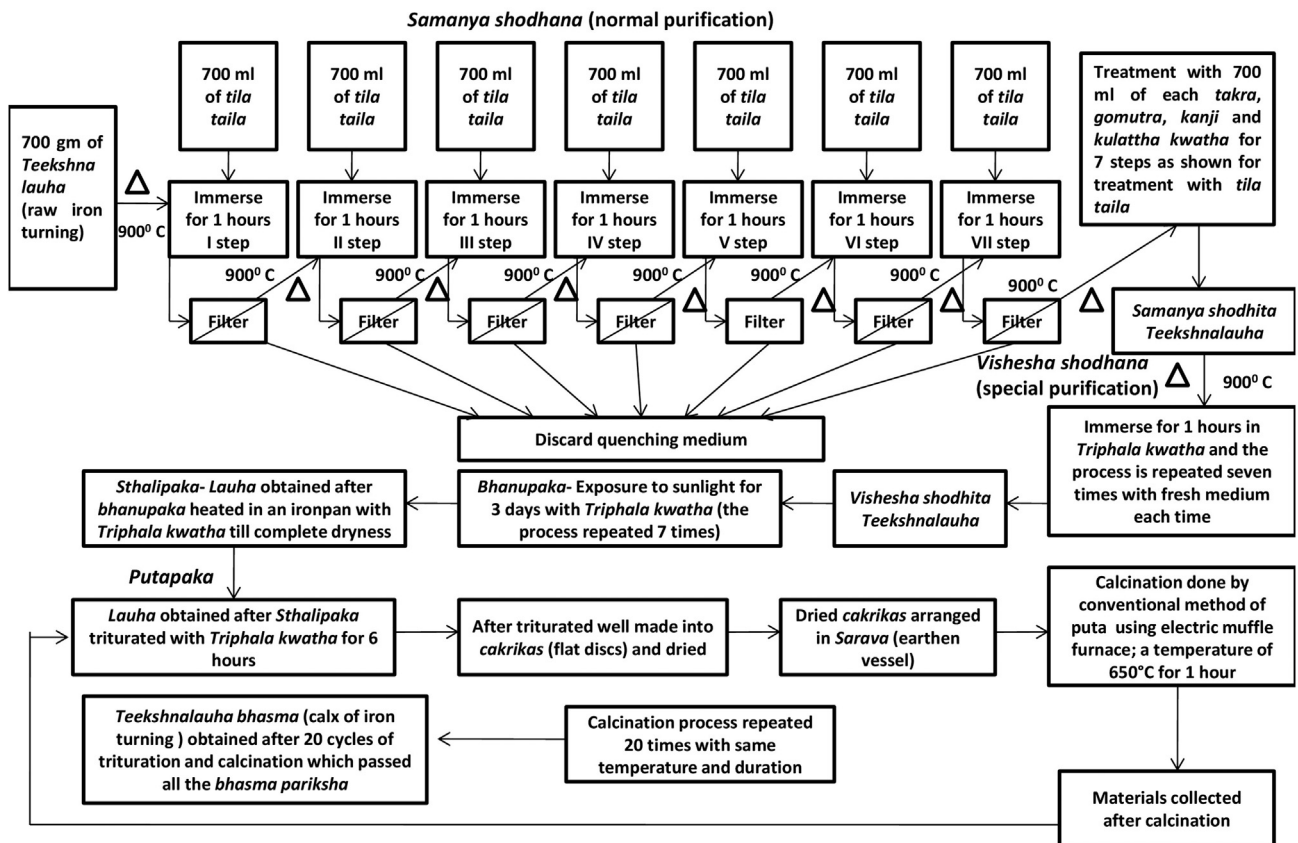 Samanya shodhana (normal purification)
700 ml
of tila
taila
700 ml
of tila
taila
700 ml
of tila
taila
700 ml
of tila
taila
700 ml
of tila
taila
700 ml
of tila
taila
700 ml
of tila
taila
Treatment with 700
ml of each takra,
gomutra, kanji and
kulattha kwatha for
7 steps as shown for
treatment with tila
taila
700 gm of
Teekshna
lauha
(raw iron
turning)
Δ
900⁰ C
Immerse
for 1 hours
I step
Immerse
for 1 hours
II step
Immerse
for 1 hours
III step
Immerse
for 1 hours
IV step
Immerse
for 1 hours
V step
Immerse
for 1 hours
VI step
Immerse
for 1 hours
VII step
900⁰ C
Δ
900⁰ C
Δ
900⁰ C
Δ
900⁰ C
Δ
900⁰ C
Δ
900⁰ C
Δ
900⁰ C
Δ
Filter
Filter
Filter
Filter
Filter
Filter
Filter
Samanya shodhita
Teekshnalauha
Vishesha shodhana
(special purification)
Δ
900⁰ C
Discard quenching medium
Immerse for 1 hours in
Triphala kwatha and the
process is repeated seven
times with fresh medium
each time
Vishesha shodhita
Teekshnalauha
Bhanupaka- Exposure to sunlight for
3 days with Triphala kwatha (the
process repeated 7 times)
Sthalipaka- Lauha obtained after
bhanupaka heated in an ironpan with
Triphala kwatha till complete dryness
Putapaka
Lauha obtained after Sthalipaka
triturated with Triphala kwatha for 6
hours
After triturated well made into
cakrikas (flat discs) and dried
Dried cakrikas arranged
in Sarava (earthen
vessel)
Calcination done by
conventional method of
puta using electric muffle
furnace; a temperature of
650°C for 1 hour
Materials collected
after calcination
Calcination process repeated
20 times with same
temperature and duration
Teekshnalauha bhasma (calx of iron
turning ) obtained after 20 cycles of
trituration and calcination which passed
all the bhasma pariksha